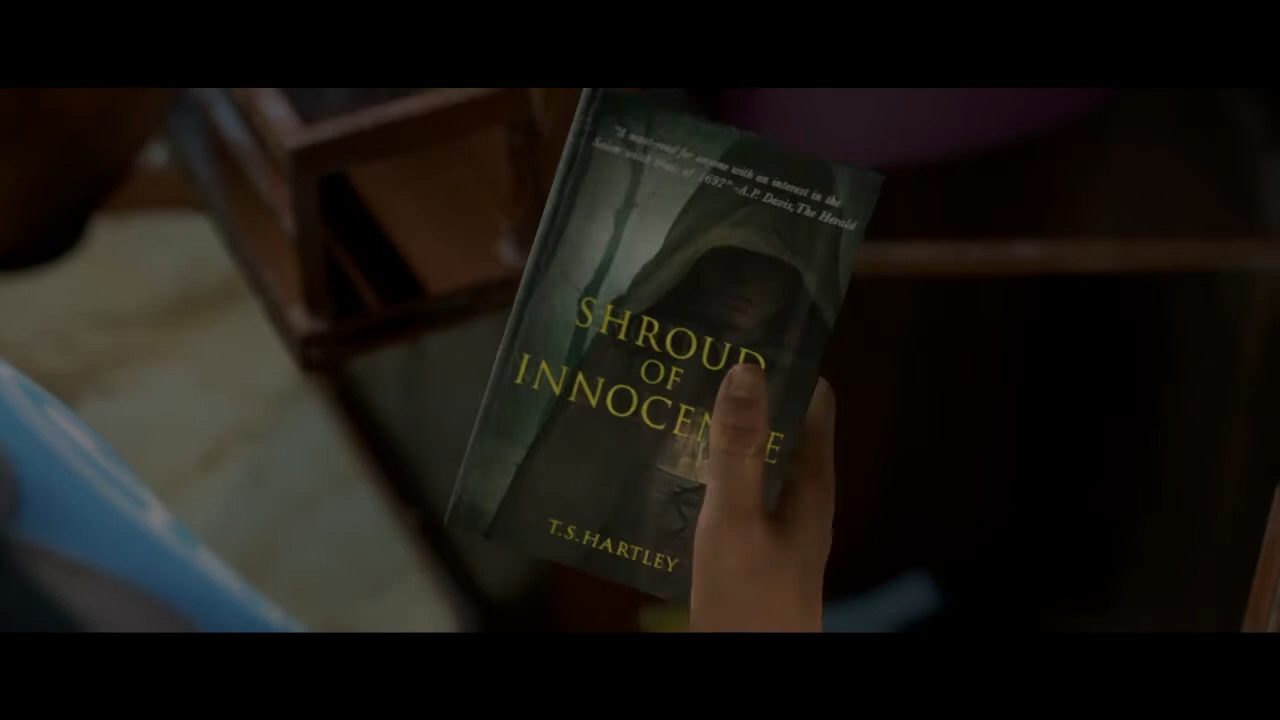 "A must-read for anyone with an interest in the
Salem witch trials of 1692" -A.P. Davis, The Herald
SHROUD
OF
INNOCENCE
T.S. HARTLEY